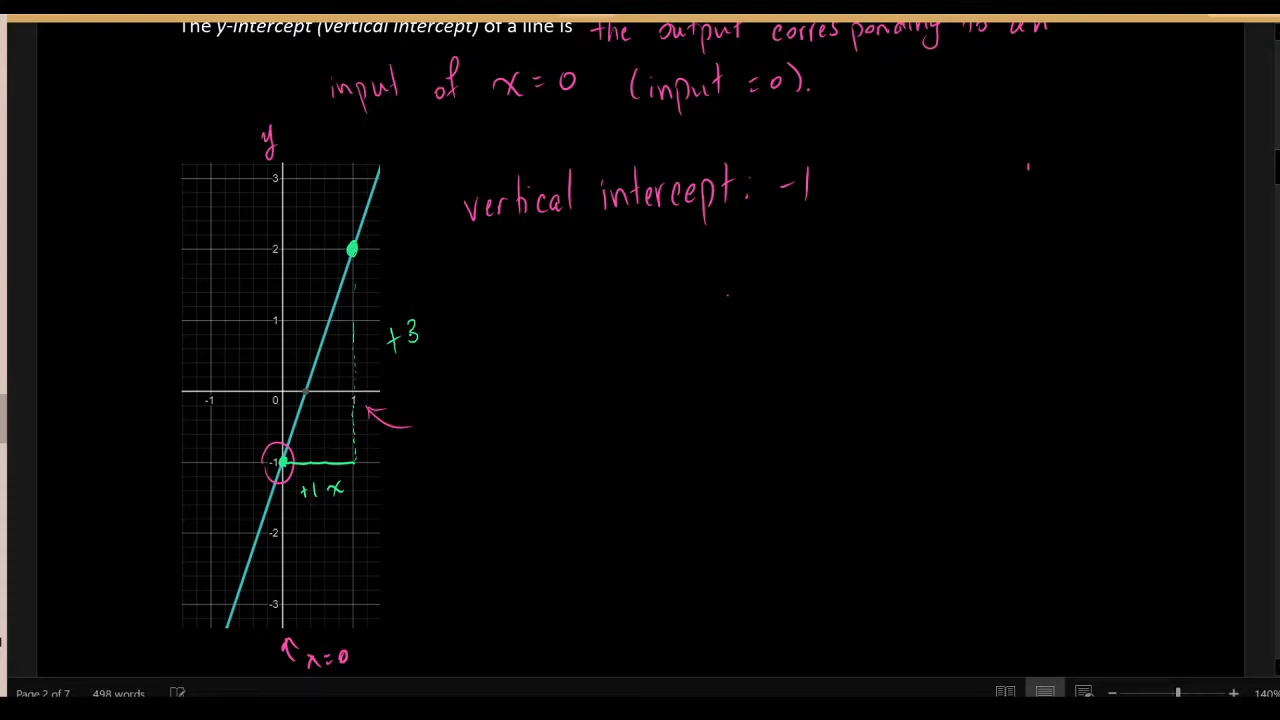 The y-intercept (vertical intercept) of a line is the output corresponding to an
input of x=0 (input =0).
y
vertical intercept: -1
3
2
1
+3
-1 0 1
-1
+1 x
-2
-3
x=0
Page 2 of 7 498 words 140%